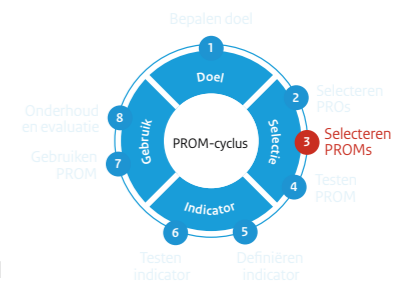 Bepalen doel
1
Doel
2
Selecteren
PROs
Selectie
3
Selecteren
PROMs
4
Testen
PROM
PROM-cyclus
Indicator
5
Definiëren
indicator
6
Testen
indicator
Gebruik
7
Gebruiken
PROM
8
Onderhoud
en evaluatie